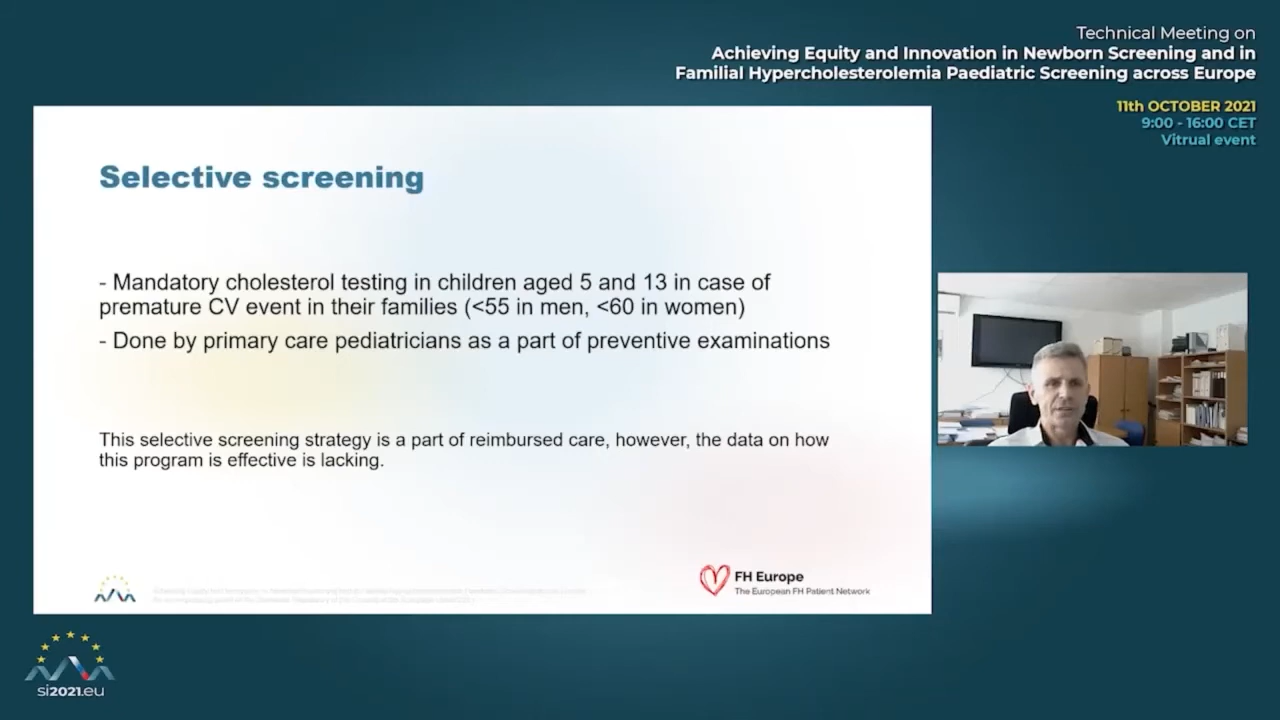 Technical Meeting on
Achieving Equity and Innovation in Newborn Screening and in
Familial Hypercholesterolemia Paediatric Screening across Europe
11th OCTOBER 2021
9:00 - 16:00 CET
Vitrual event
Selective screening
- Mandatory cholesterol testing in children aged 5 and 13 in case of
premature CV event in their families (<55 in men, <60 in women)
- Done by primary care pediatricians as a part of preventive examinations
This selective screening strategy is a part of reimbursed care, however, the data on how
this program is effective is lacking.
FH Europe
The European FH Patient Network
si2021.eu